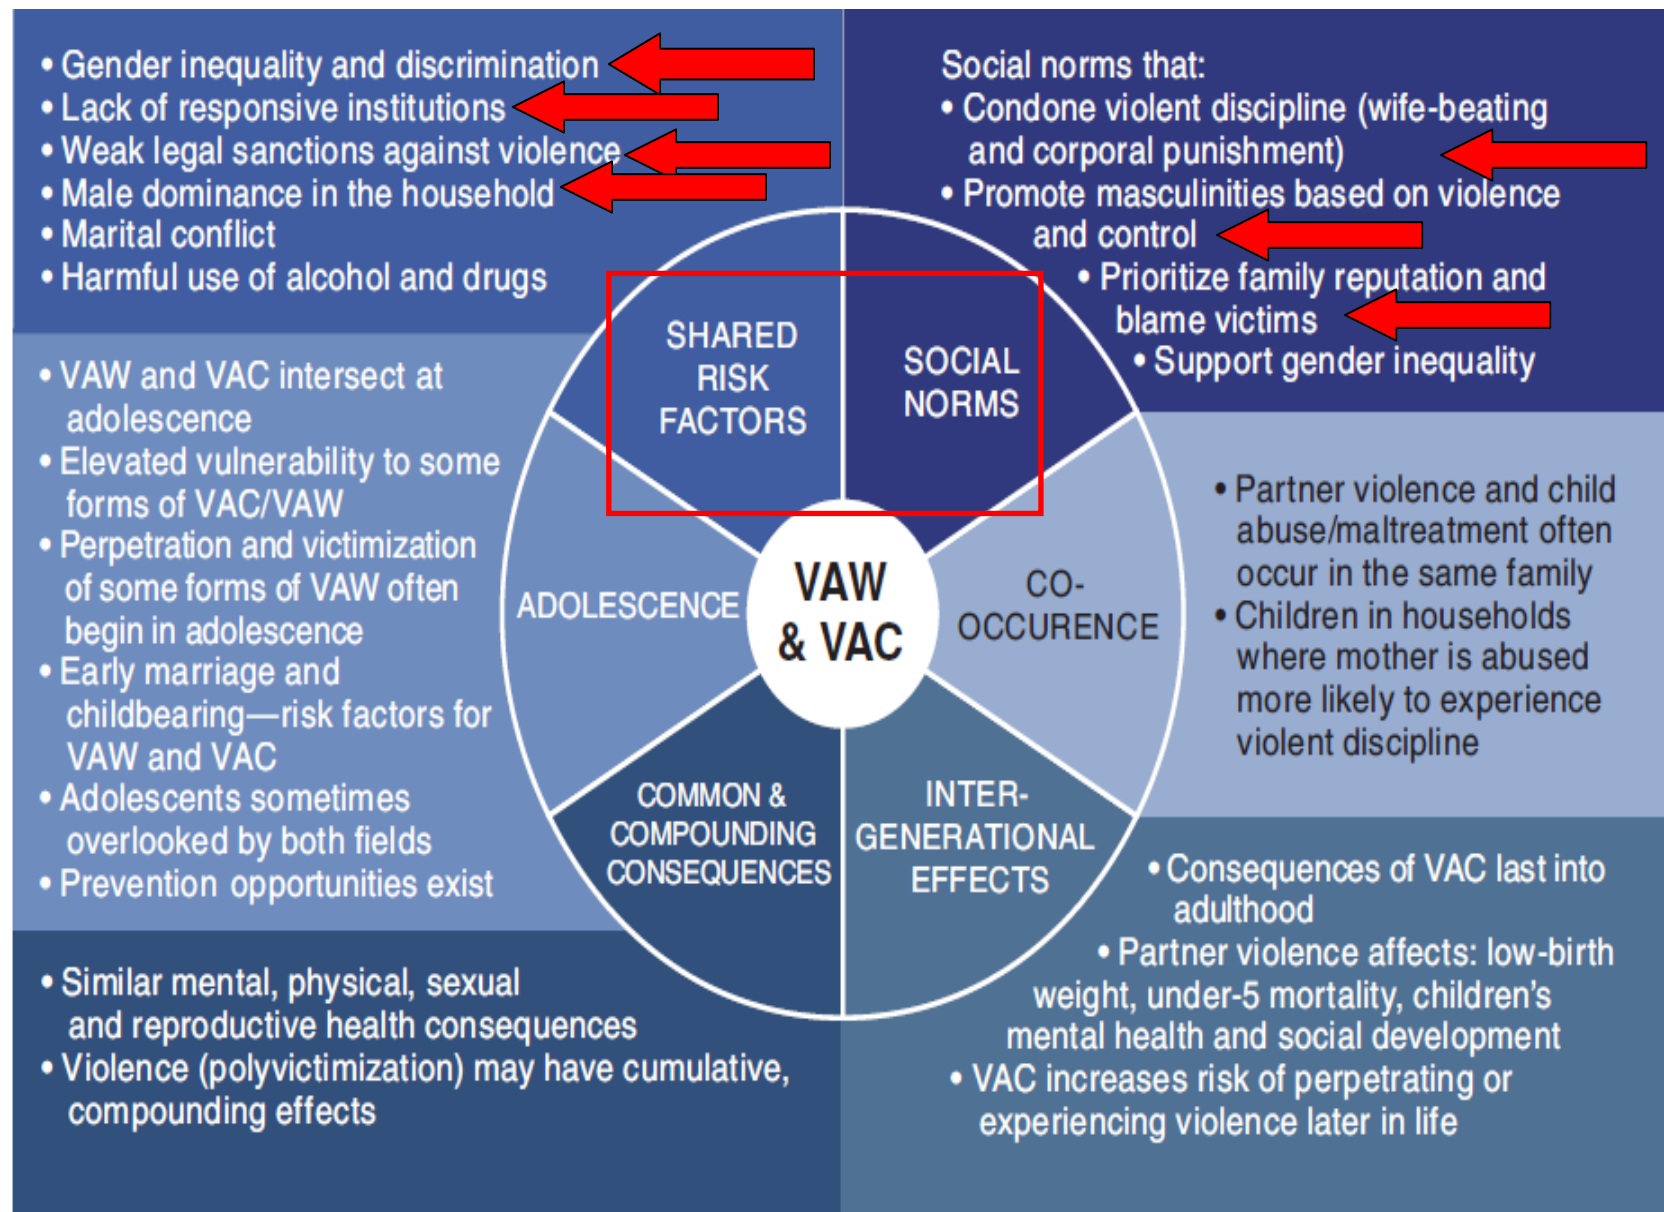 • Gender inequality and discrimination
• Lack of responsive institutions
• Weak legal sanctions against violence
• Male dominance in the household
• Marital conflict
• Harmful use of alcohol and drugs
Social norms that:
• Condone violent discipline (wife-beating
and corporal punishment)
• Promote masculinities based on violence
and control
• Prioritize family reputation and
blame victims
• Support gender inequality
SHARED
RISK
FACTORS
SOCIAL
NORMS
• VAW and VAC intersect at
adolescence
• Elevated vulnerability to some
forms of VAC/VAW
• Perpetration and victimization
of some forms of VAW often
begin in adolescence
• Early marriage and
childbearing—risk factors for
VAW and VAC
• Adolescents sometimes
overlooked by both fields
• Prevention opportunities exist
ADOLESCENCE
VAW
& VAC
CO-
OCCURENCE
• Partner violence and child
abuse/maltreatment often
occur in the same family
• Children in households
where mother is abused
more likely to experience
violent discipline
COMMON &
COMPOUNDING
CONSEQUENCES
INTER-
GENERATIONAL
EFFECTS
• Similar mental, physical, sexual
and reproductive health consequences
• Violence (polyvictimization) may have cumulative,
compounding effects
• Consequences of VAC last into
adulthood
• Partner violence affects: low-birth
weight, under-5 mortality, children's
mental health and social development
• VAC increases risk of perpetrating or
experiencing violence later in life